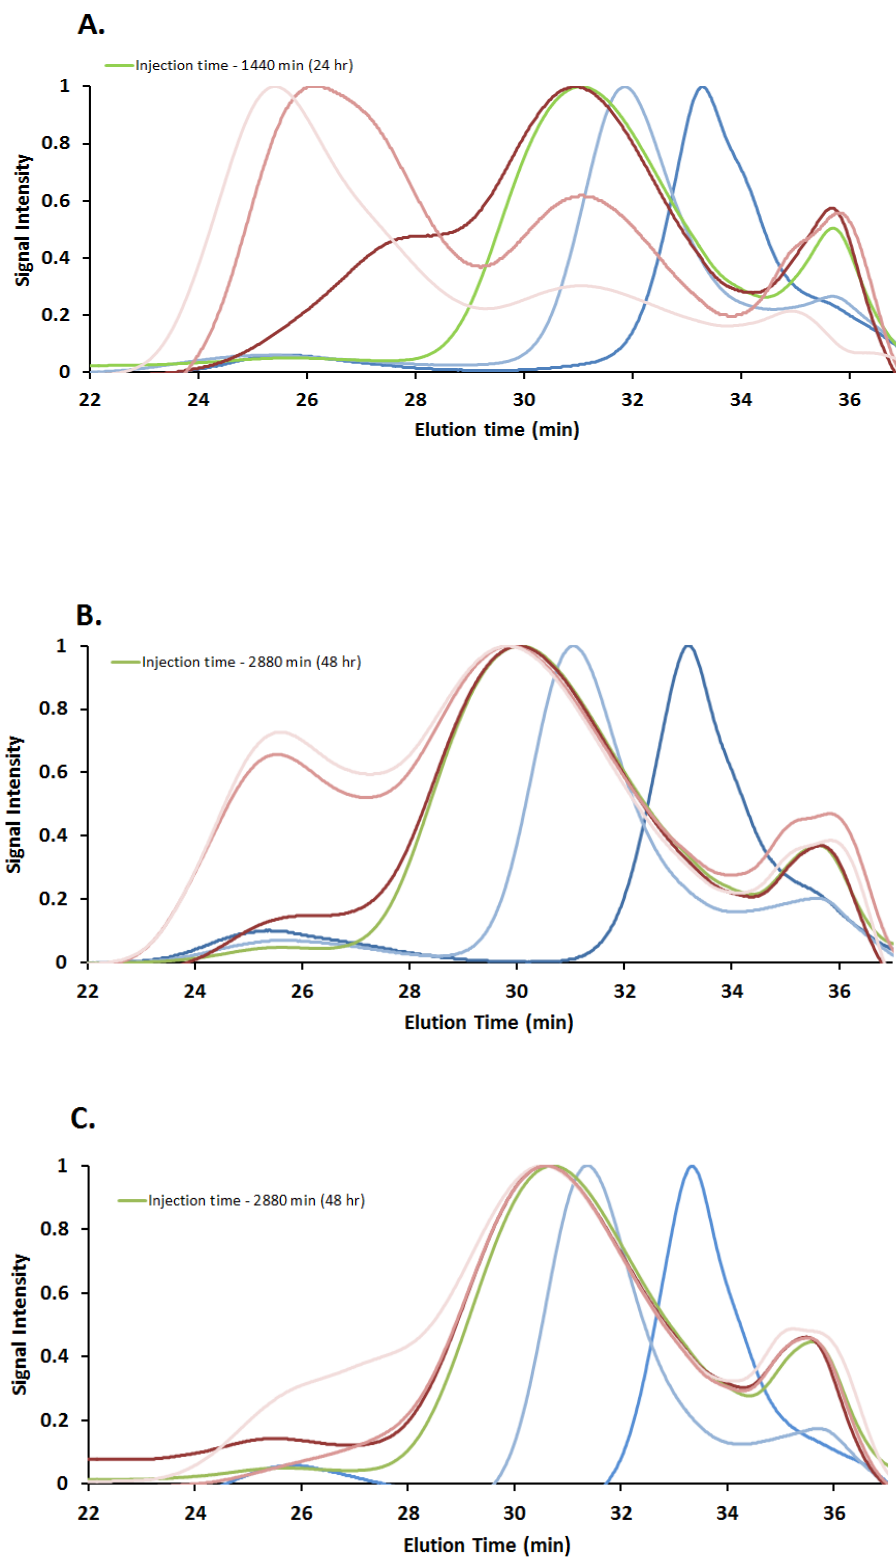 A.
Injection time - 1440 min (24 hr)
1
0.8
0.6
0.4
0.2
0
Signal Intensity
22 24 26 28 30 32 34 36
Elution time (min)
B.
Injection time - 2880 min (48 hr)
1
0.8
0.6
0.4
0.2
0
Signal Intensity
22 24 26 28 30 32 34 36
Elution Time (min)
C.
Injection time - 2880 min (48 hr)
1
0.8
0.6
0.4
0.2
0
Signal Intensity
22 24 26 28 30 32 34 36
Elution Time (min)